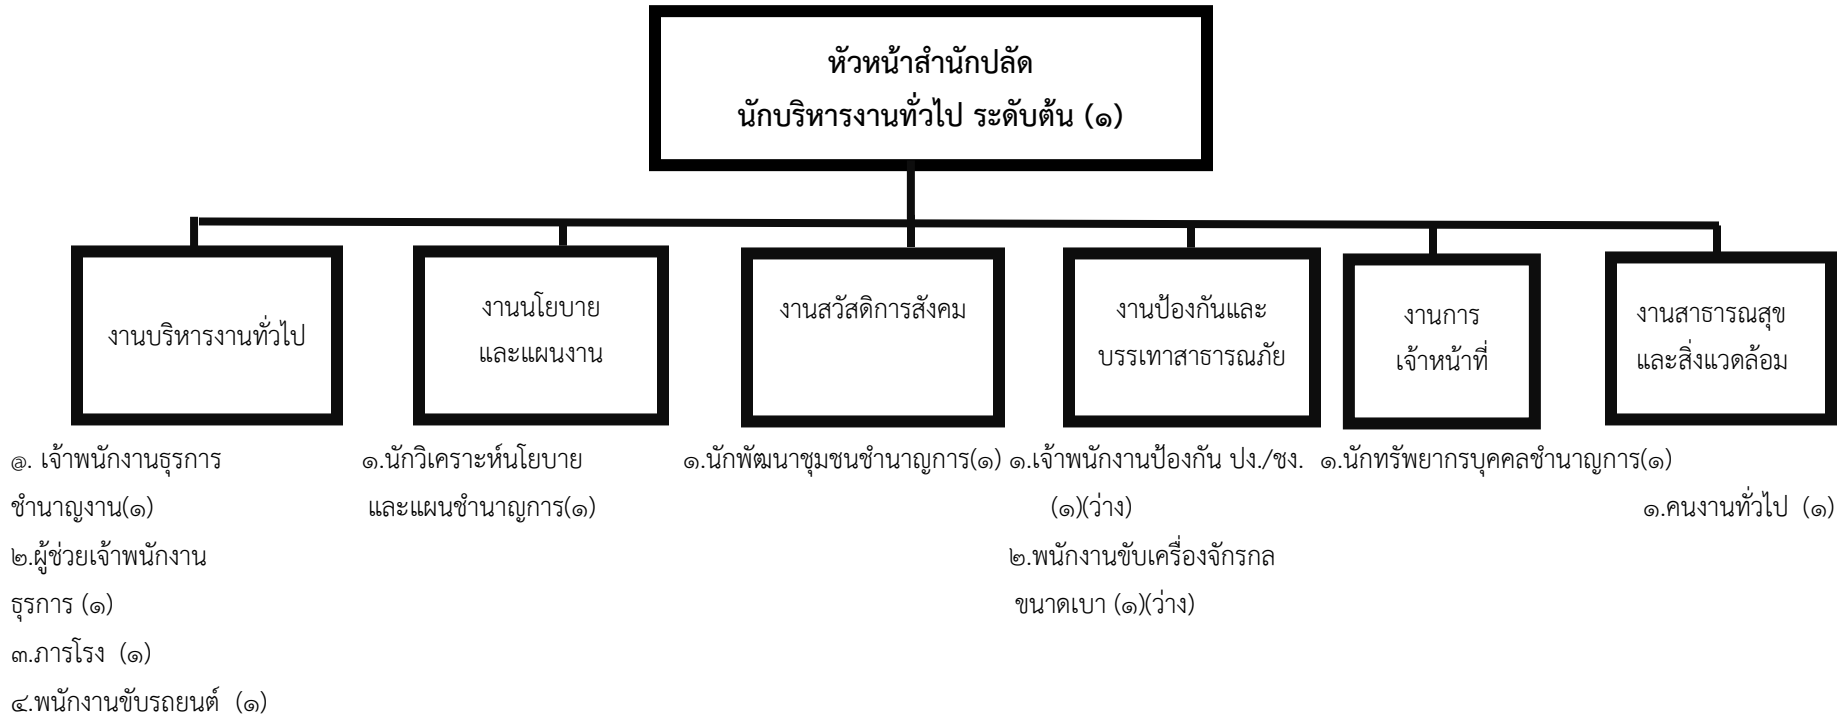 หัวหน้าสำนักปลัด
นักบริหารงานทั่วไป ระดับต้น (๑)
งานบริหารงานทั่วไป
งานนโยบาย
และแผนงาน
งานสวัสดิการสังคม
งานป้องกันและ
บรรเทาสาธารณภัย
งานการ
เจ้าหน้าที่
งานสาธารณสุข
และสิ่งแวดล้อม
๑. เจ้าพนักงานธุรการ
ชำนาญงาน(๑)
๒.ผู้ช่วยเจ้าพนักงาน
ธุรการ (๑)
๓.ภารโรง (๑)
๔.พนักงานขับรถยนต์ (๑)
๑.นักวิเคราะห์นโยบาย
และแผนชำนาญการ(๑)
๑.นักพัฒนาชุมชนชำนาญการ(๑)
๑.เจ้าพนักงานป้องกัน ปง./ชง.
(๑)(ว่าง)
๒.พนักงานขับเครื่องจักรกล
ขนาดเบา (๑)(ว่าง)
๑.นักทรัพยากรบุคคลชำนาญการ(๑)
๑.คนงานทั่วไป (๑)